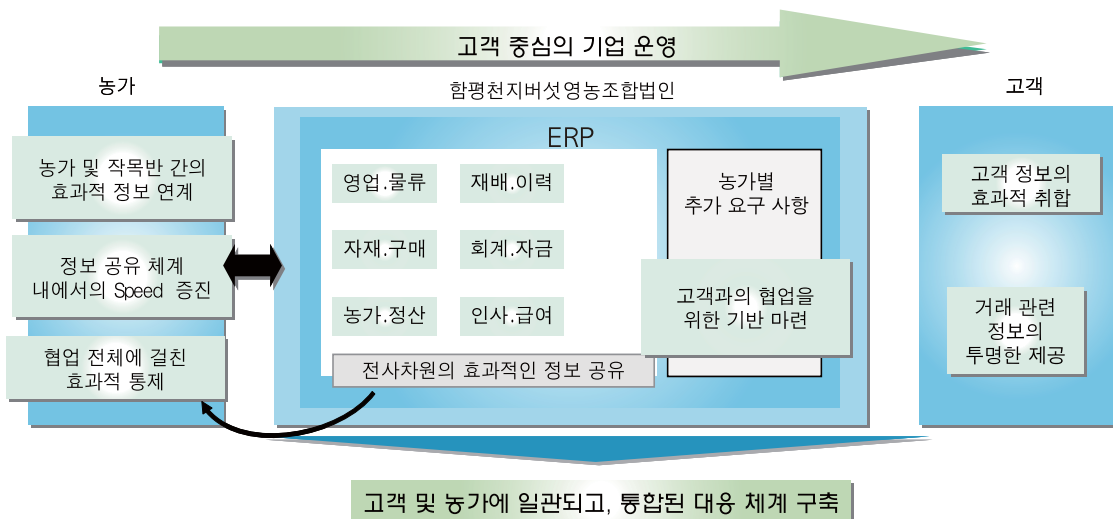 고객 중심의 기업 운영
농가
함평천지버섯영농조합법인
고객
농가 및 작목반 간의
효과적 정보 연계
정보 공유 체계
내에서의 Speed 증진
협업 전체에 걸친
효과적 통제
ERP
영업.물류
재배.이력
자재.구매
회계.자금
농가.정산
인사.급여
전사차원의 효과적인 정보 공유
농가별
추가 요구 사항
고객과의 협업을
위한 기반 마련
고객 정보의
효과적 취합
거래 관련
정보의
투명한 제공
고객 및 농가에 일관되고, 통합된 대응 체계 구축